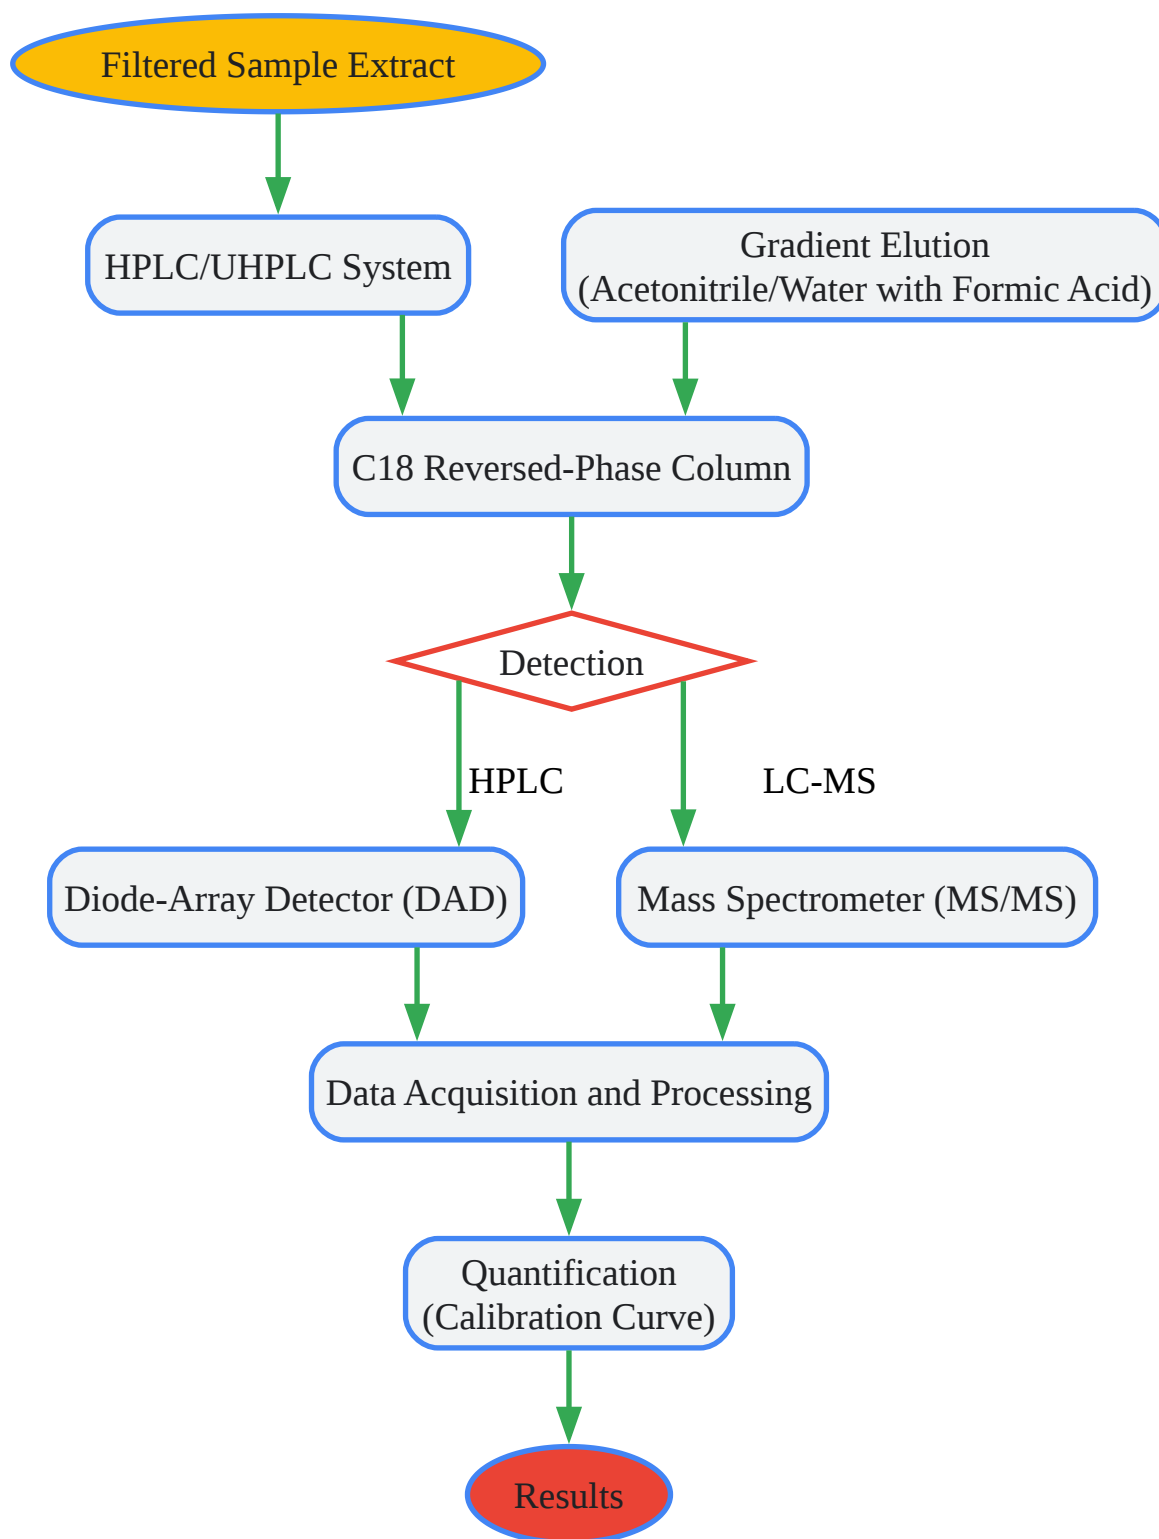 Filtered Sample Extract
HPLC/UHPLC System
Gradient Elution
(Acetonitrile/Water with Formic Acid)
C18 Reversed-Phase Column
Detection
HPLC
LC-MS
Diode-Array Detector (DAD)
Mass Spectrometer (MS/MS)
Data Acquisition and Processing
Quantification
(Calibration Curve)
Results